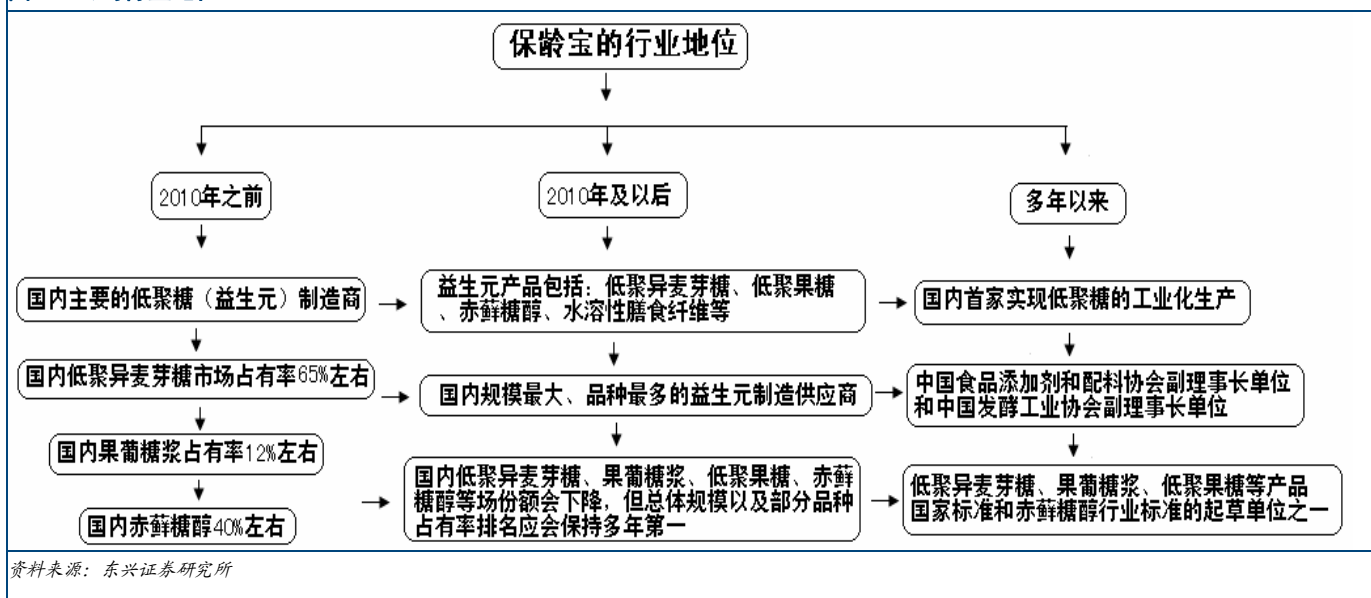 保龄宝的行业地位
2010年之前
2010年及以后
多年以来
国内主要的低聚糖（益生元）制造商
益生元产品包括：低聚异麦芽糖、低聚果糖
、赤藓糖醇、水溶性膳食纤维等
国内首家实现低聚糖的工业化生产
国内低聚异麦芽糖市场占有率65%左右
国内规模最大、品种最多的益生元制造供应商
中国食品添加剂和配料协会副理事长单位
和中国发酵工业协会副理事长单位
国内果葡糖浆占有率12%左右
国内低聚异麦芽糖、果葡糖浆、低聚果糖、赤藓
糖醇等场份额会下降，但总体规模以及部分品种
占有率排名应会保持多年第一
低聚异麦芽糖、果葡糖浆、低聚果糖等产品
国家标准和赤藓糖醇行业标准的起草单位之一
国内赤藓糖醇40%左右
资料来源：东兴证券研究所